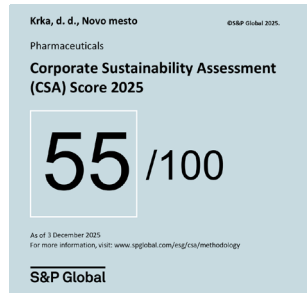 Krka, d. d., Novo mesto
©S&P Global 2025.
Pharmaceuticals
Corporate Sustainability Assessment
(CSA) Score 2025
55 /100
As of 3 December 2025
For more information, visit: www.spglobal.com/esg/csa/methodology
S&P Global